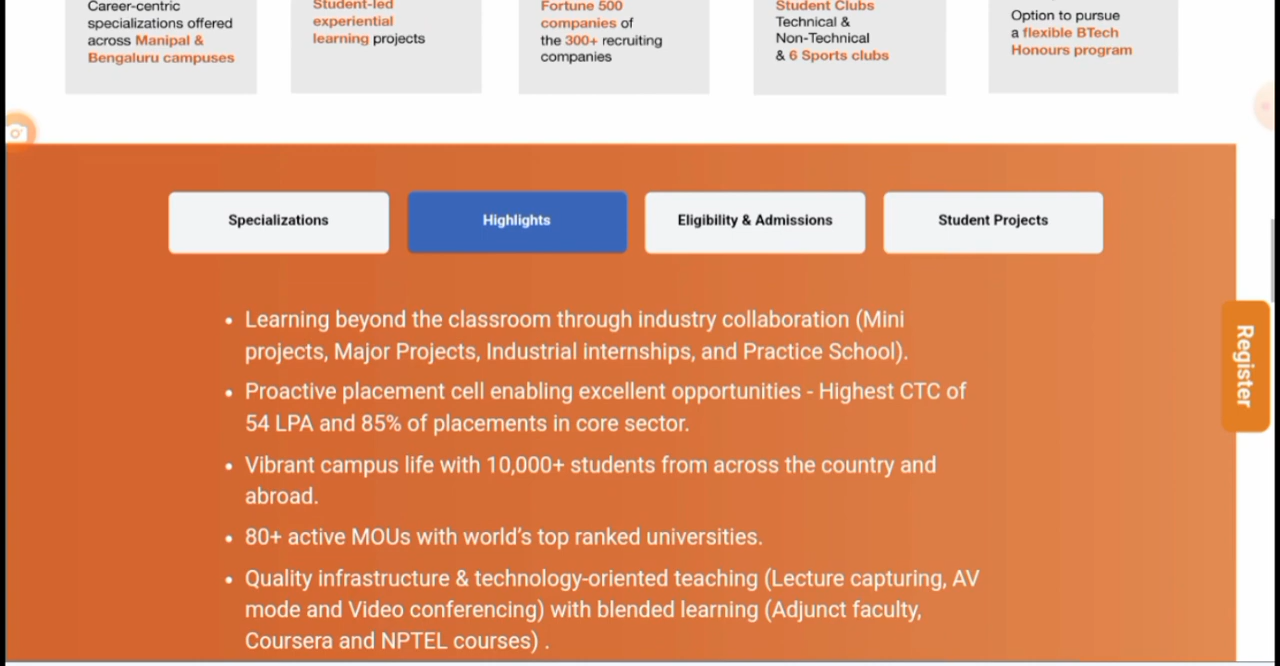 Career-centric
specializations offered
across Manipal &
Bengaluru campuses
Student-led
experiential
learning projects
Fortune 500
companies of
the 300+ recruiting
companies
Student Clubs
Technical &
Non-Technical
& 6 Sports clubs
Option to pursue
a flexible BTech
Honours program
Specializations
Highlights
Eligibility & Admissions
Student Projects
• Learning beyond the classroom through industry collaboration (Mini
projects, Major Projects, Industrial internships, and Practice School).
• Proactive placement cell enabling excellent opportunities - Highest CTC of
54 LPA and 85% of placements in core sector.
• Vibrant campus life with 10,000+ students from across the country and
abroad.
• 80+ active MOUs with world's top ranked universities.
• Quality infrastructure & technology-oriented teaching (Lecture capturing, AV
mode and Video conferencing) with blended learning (Adjunct faculty,
Coursera and NPTEL courses) .
Register